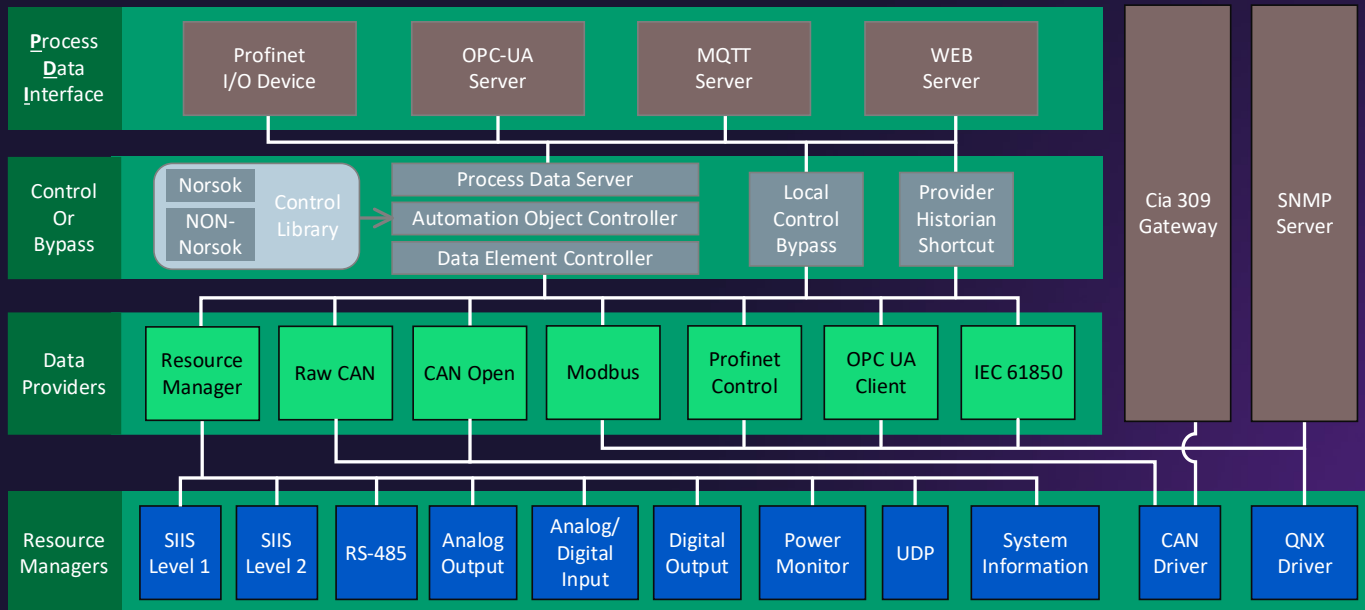 Process
Data
Interface
Profinet
I/O Device
OPC-UA
Server
MQTT
Server
WEB
Server
Control
Or
Bypass
Norsok
NON-
Norsok
Control
Library
Process Data Server
Automation Object Controller
Data Element Controller
Local
Control
Bypass
Provider
Historian
Shortcut
Cia 309
Gateway
SNMP
Server
Data
Providers
Resource
Manager
Raw CAN
CAN Open
Modbus
Profinet
Control
OPC UA
Client
IEC 61850
Resource
Managers
SIIS
Level 1
SIIS
Level 2
RS-485
Analog
Output
Analog/
Digital
Input
Digital
Output
Power
Monitor
UDP
System
Information
CAN
Driver
QNX
Driver